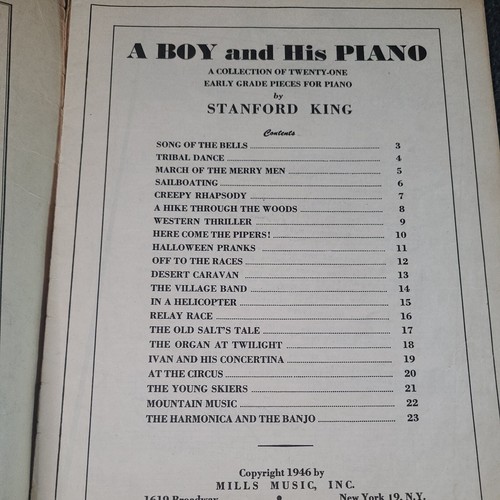 A BOY and His PIANO
A COLLECTION OF TWENTY-ONE
EARLY GRADE PIECES FOR PIANO
by
STANFORD KING
Contents
SONG OF THE BELLS 3
TRIBAL DANCE 4
MARCH OF THE MERRY MEN 5
SAILBOATING 6
CREEPY RHAPSODY 7
A HIKE THROUGH THE WOODS 8
WESTERN THRILLER 9
HERE COME THE PIPERS! 10
HALLOWEEN PRANKS 11
OFF TO THE RACES 12
DESERT CARAVAN 13
THE VILLAGE BAND 14
IN A HELICOPTER 15
RELAY RACE 16
THE OLD SALT'S TALE 17
THE ORGAN AT TWILIGHT 18
IVAN AND HIS CONCERTINA 19
AT THE CIRCUS 20
THE YOUNG SKIERS 21
MOUNTAIN MUSIC 22
THE HARMONICA AND THE BANJO 23
Copyright 1946 by
MILLS MUSIC, INC.
1619 Broadway • New York 19, N.Y.